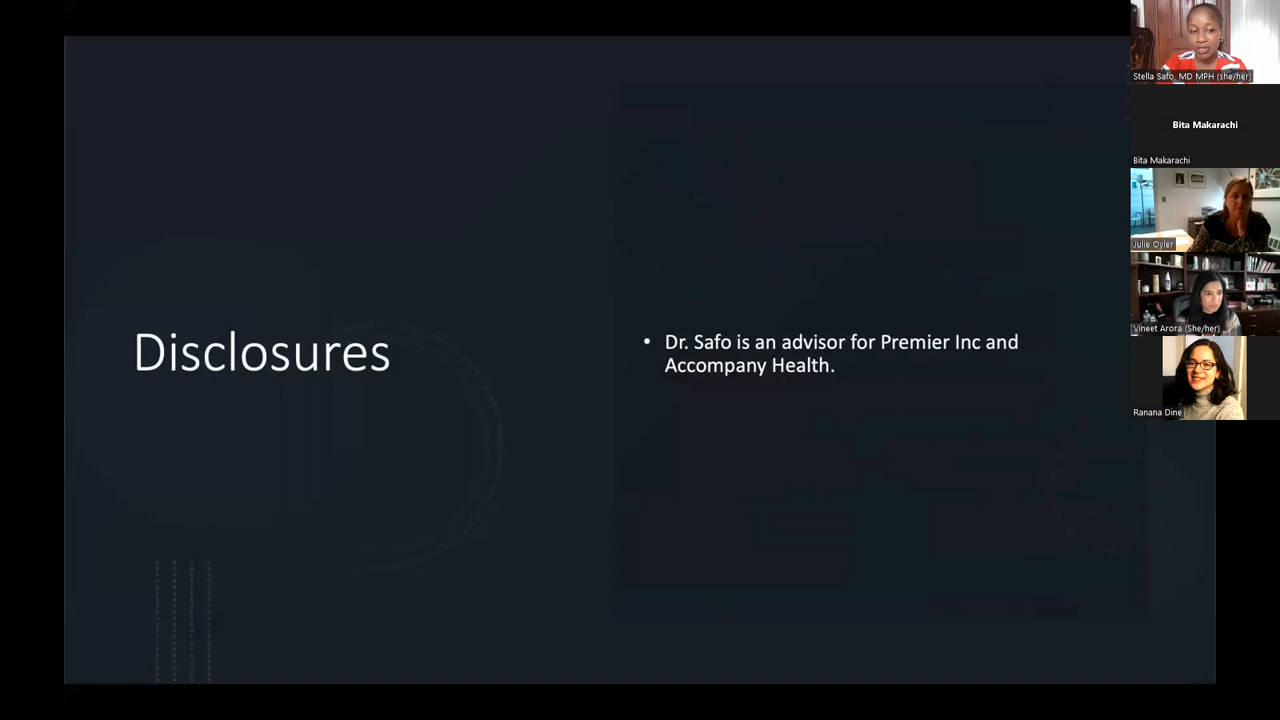 Disclosures
• Dr. Safo is an advisor for Premier Inc and
Accompany Health.
Stella Safo, MD MPH (she/her)
Bita Makarachi
Bita Makarachi
Julie Oyler
Vineet Arora (She/her)
Ranana Dine